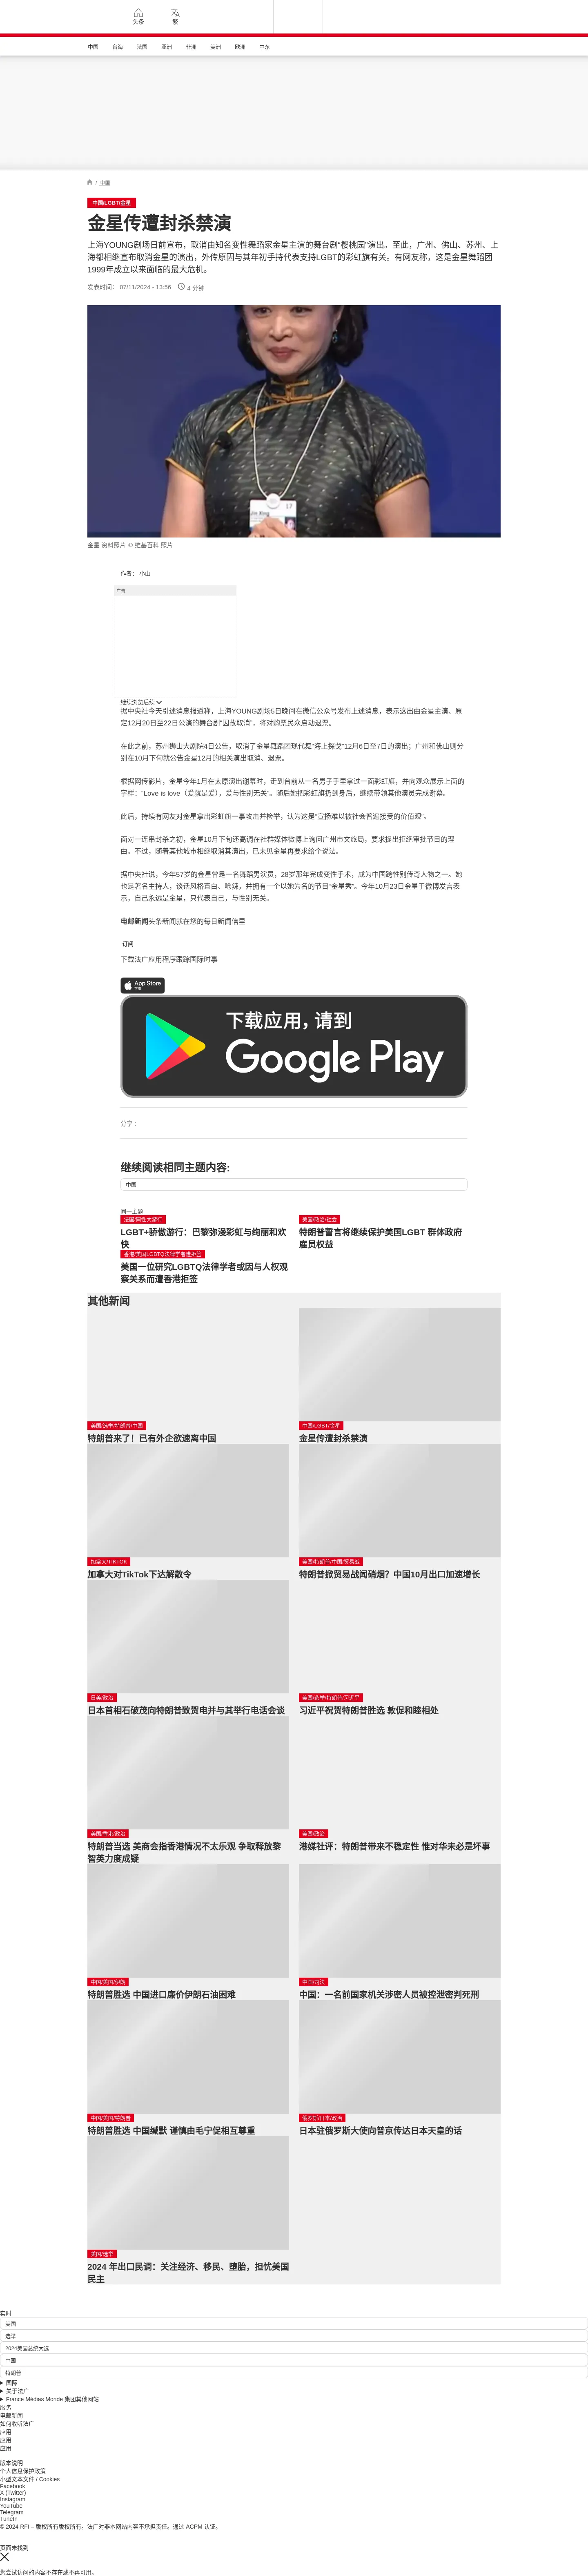 头条
繁
中国
台海
法国
亚洲
非洲
美洲
欧洲
中东
/ 中国
中国/LGBT/金星
金星传遭封杀禁演
上海YOUNG剧场日前宣布，取消由知名变性舞蹈家金星主演的舞台剧“樱桃园”演出。至此，广州、佛山、苏州、上
海都相继宣布取消金星的演出，外传原因与其年初手持代表支持LGBT的彩虹旗有关。有网友称，这是金星舞蹈团
1999年成立以来面临的最大危机。
发表时间： 07/11/2024 - 13:56
4 分钟
17
Jin Xing
金星 资料照片 © 维基百科 照片
作者： 小山
广告
继续浏览后续
据中央社今天引述消息报道称，上海YOUNG剧场5日晚间在微信公众号发布上述消息，表示这出由金星主演、原
定12月20日至22日公演的舞台剧“因故取消”，将对购票民众启动退票。
在此之前，苏州狮山大剧院4日公告，取消了金星舞蹈团现代舞“海上探戈”12月6日至7日的演出；广州和佛山则分
别在10月下旬就公告金星12月的相关演出取消、退票。
根据网传影片，金星今年1月在太原演出谢幕时，走到台前从一名男子手里拿过一面彩虹旗，并向观众展示上面的
字样：“Love is love（爱就是爱），爱与性别无关”。随后她把彩虹旗扔到身后，继续带领其他演员完成谢幕。
此后，持续有网友对金星拿出彩虹旗一事攻击并检举，认为这是“宣扬难以被社会普遍接受的价值观”。
面对一连串封杀之初，金星10月下旬还高调在社群媒体微博上询问广州市文旅局，要求提出拒绝审批节目的理
由。不过，随着其他城市相继取消其演出，已未见金星再要求给个说法。
据中央社说，今年57岁的金星曾是一名舞蹈男演员，28岁那年完成变性手术，成为中国跨性别传奇人物之一。她
也是著名主持人，谈话风格直白、呛辣，并拥有一个以她为名的节目“金星秀”。今年10月23日金星于微博发言表
示，自己永远是金星，只代表自己，与性别无关。
电邮新闻头条新闻就在您的每日新闻信里
订阅
下载法广应用程序跟踪国际时事
App Store
下载
下载应用，请到
Google Play
分享 :
继续阅读相同主题内容:
中国
同一主题
法国/同性大游行
LGBT+骄傲游行：巴黎弥漫彩虹与绚丽和欢
快
美国/政治/社会
特朗普誓言将继续保护美国LGBT 群体政府
雇员权益
香港/美国LGBTQ法律学者遭拒签
美国一位研究LGBTQ法律学者或因与人权观
察关系而遭香港拒签
其他新闻
美国/选举/特朗普/中国
特朗普来了！已有外企欲速离中国
中国/LGBT/金星
金星传遭封杀禁演
加拿大/TIKTOK
加拿大对TikTok下达解散令
美国/特朗普/中国/贸易战
特朗普掀贸易战闻硝烟？中国10月出口加速增长
日美/政治
日本首相石破茂向特朗普致贺电并与其举行电话会谈
美国/选举/特朗普/习近平
习近平祝贺特朗普胜选 敦促和睦相处
美国/香港/政治
特朗普当选 美商会指香港情况不太乐观 争取释放黎
智英力度成疑
美国/政治
港媒社评：特朗普带来不稳定性 惟对华未必是坏事
中国/美国/伊朗
特朗普胜选 中国进口廉价伊朗石油困难
中国/司法
中国：一名前国家机关涉密人员被控泄密判死刑
中国/美国/特朗普
特朗普胜选 中国缄默 谨慎由毛宁促相互尊重
俄罗斯/日本/政治
日本驻俄罗斯大使向普京传达日本天皇的话
美国/选举
2024 年出口民调：关注经济、移民、堕胎，担忧美国
民主
实时
美国
选举
2024美国总统大选
中国
特朗普
国际
关于法广
France Médias Monde 集团其他网站
服务
电邮新闻
如何收听法广
应用
应用
应用
版本说明
个人信息保护政策
小型文本文件 / Cookies
Facebook
X (Twitter)
Instagram
YouTube
Telegram
TuneIn
© 2024 RFI – 版权所有版权所有。法广对非本网站内容不承担责任。通过 ACPM 认证。
页面未找到
您尝试访问的内容不存在或不再可用。